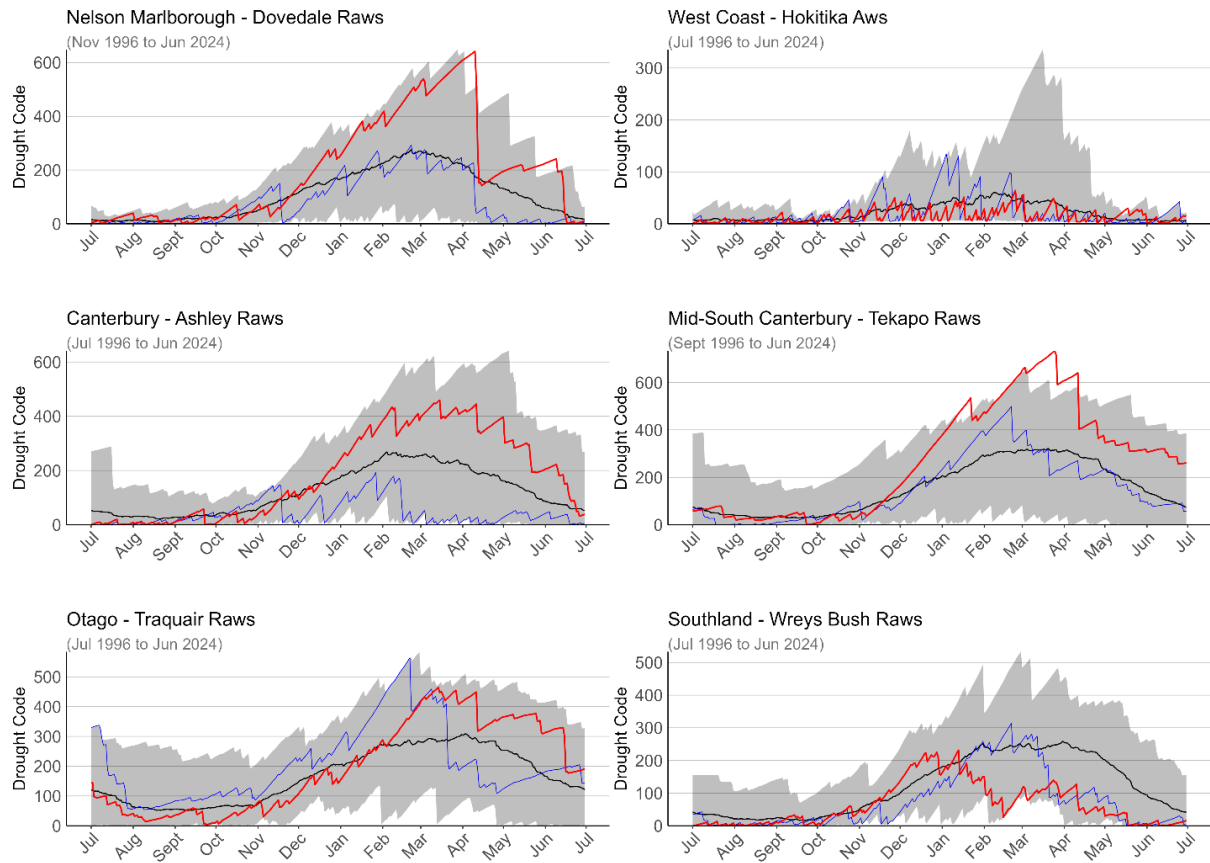 Nelson Marlborough - Dovedale Raws
(Nov 1996 to Jun 2024)
Drought Code
600
400
200
0
Jul
Aug
Sept
Oct
Nov
Dec
Jan
Feb
Mar
Apr
May
Jun
Jul
West Coast - Hokitika Aws
(Jul 1996 to Jun 2024)
Drought Code
300
200
100
0
Jul
Aug
Sept
Oct
Nov
Dec
Jan
Feb
Mar
Apr
May
Jun
Jul
Canterbury - Ashley Raws
(Jul 1996 to Jun 2024)
Drought Code
600
400
200
0
Jul
Aug
Sept
Oct
Nov
Dec
Jan
Feb
Mar
Apr
May
Jun
Jul
Mid-South Canterbury - Tekapo Raws
(Sept 1996 to Jun 2024)
Drought Code
600
400
200
0
Jul
Aug
Sept
Oct
Nov
Dec
Jan
Feb
Mar
Apr
May
Jun
Jul
Otago - Traquair Raws
(Jul 1996 to Jun 2024)
Drought Code
500
400
300
200
100
0
Jul
Aug
Sept
Oct
Nov
Dec
Jan
Feb
Mar
Apr
May
Jun
Jul
Southland - Wreys Bush Raws
(Jul 1996 to Jun 2024)
Drought Code
500
400
300
200
100
0
Jul
Aug
Sept
Oct
Nov
Dec
Jan
Feb
Mar
Apr
May
Jun
Jul